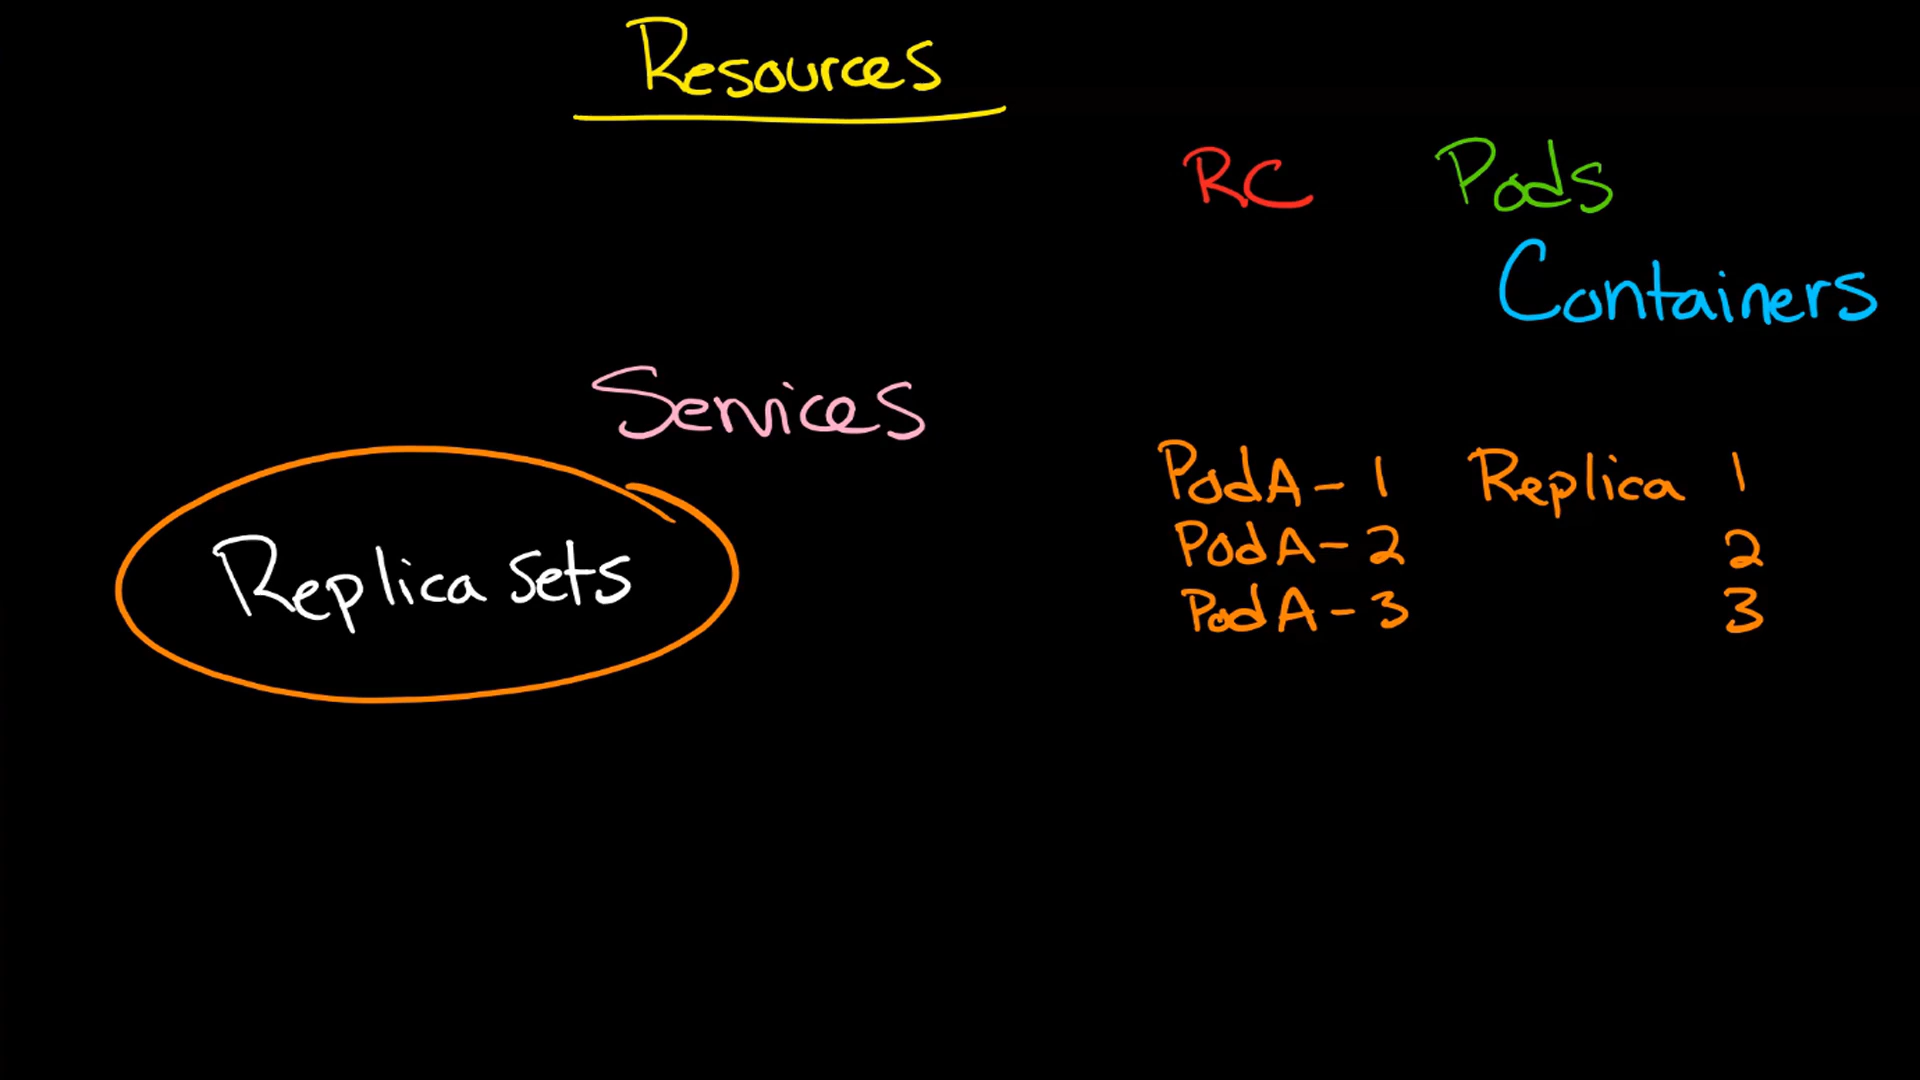 Resources
RC Pods
Containers
Services
Replica sets
PodA - 1 Replica 1
PodA - 2 2
PodA - 3 3